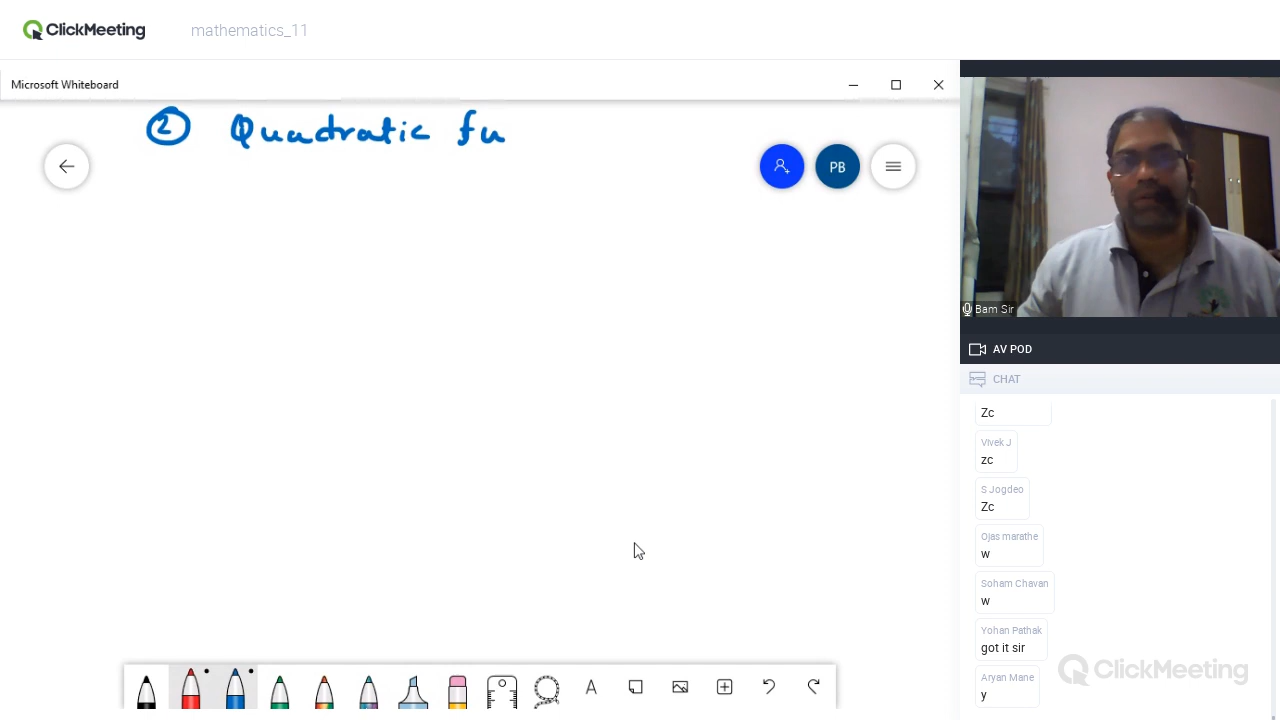 ClickMeeting mathematics_11
Microsoft Whiteboard
② Quadratic fu
PB
Bam Sir
AV POD
CHAT
Zc
Vivek J
zc
S Jogdeo
Zc
Ojas marathe
w
Soham Chavan
w
Yohan Pathak
got it sir
Aryan Mane
y
ClickMeeting
A